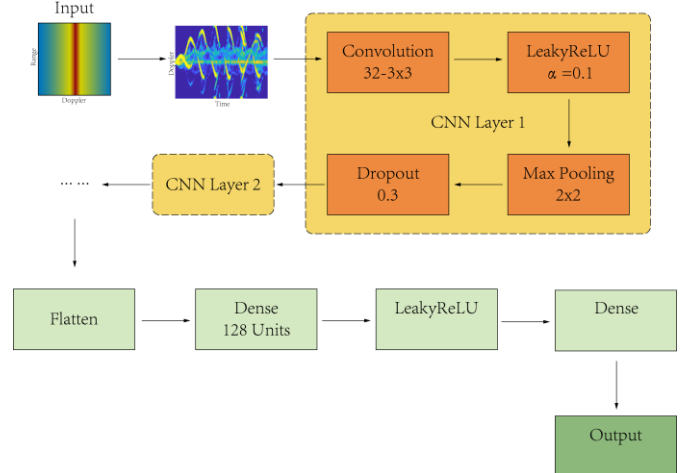 Input
Range
Doppler
Doppler
Time
Convolution
32-3x3
LeakyReLU
α =0.1
CNN Layer 1
Max Pooling
2x2
Dropout
0.3
CNN Layer 2
... ...
Flatten
Dense
128 Units
LeakyReLU
Dense
Output